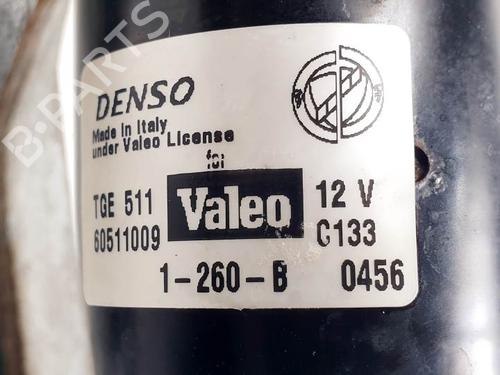 B-PARTS
DENSO
Made in Italy
under Valeo License
for
TGE 511
60511009
Valeo
12 V
C133
1-260-B
0456